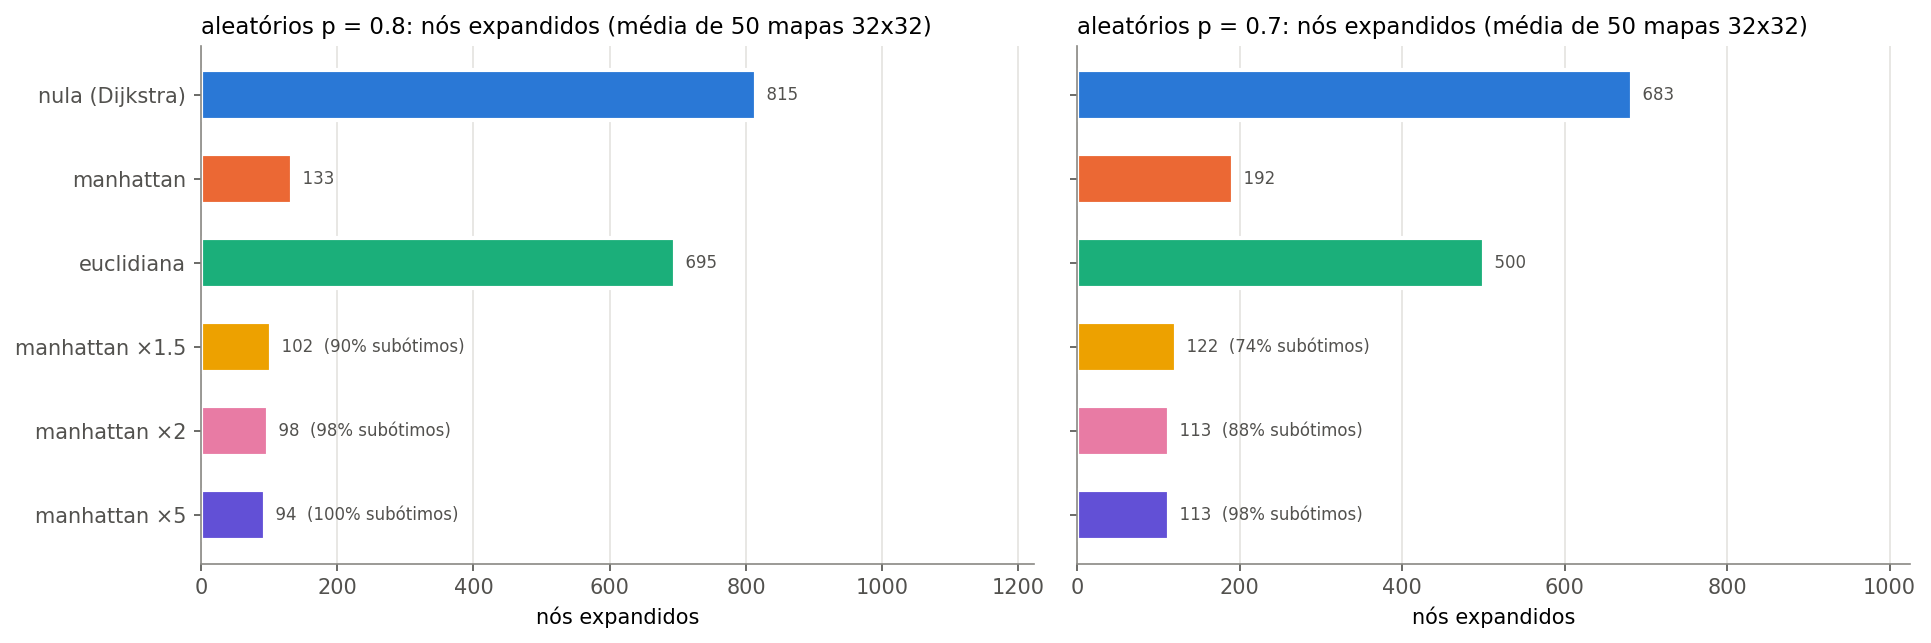 aleatórios p = 0.8: nós expandidos (média de 50 mapas 32x32)
nula (Dijkstra)
815
manhattan
133
euclidiana
695
manhattan ×1.5
102 (90% subótimos)
manhattan ×2
98 (98% subótimos)
manhattan ×5
94 (100% subótimos)
0 200 400 600 800 1000 1200
nós expandidos
aleatórios p = 0.7: nós expandidos (média de 50 mapas 32x32)
683
192
500
122 (74% subótimos)
113 (88% subótimos)
113 (98% subótimos)
0 200 400 600 800 1000
nós expandidos